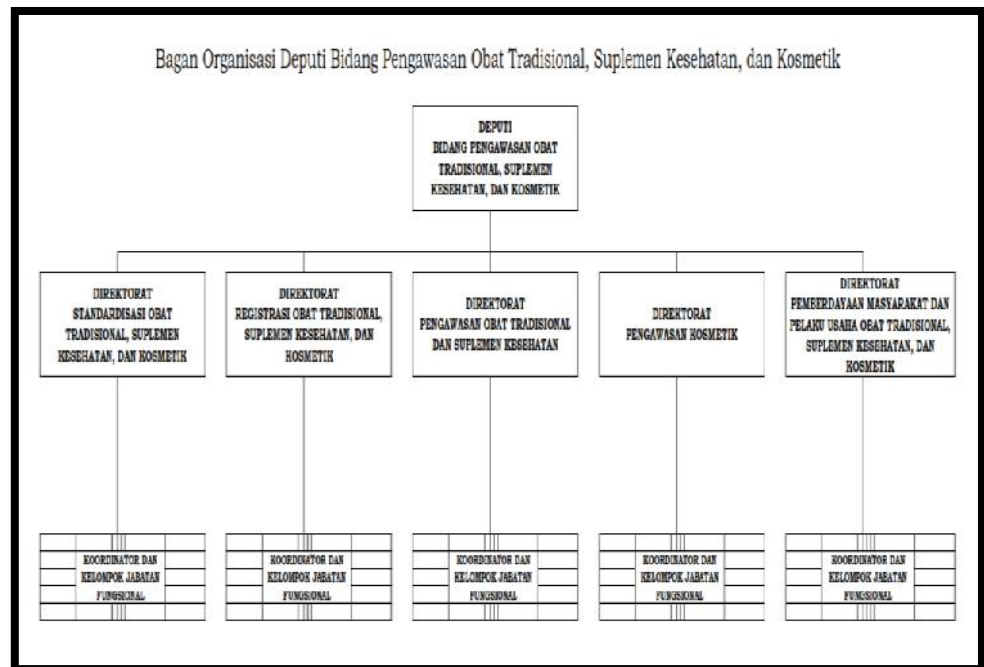 Bagan Organisasi Deputi Bidang Pengawasan Obat Tradisional, Suplemen Kesehatan, dan Kosmetik
DEPUTI
BIDANG PENGAWASAN OBAT
TRADISIONAL, SUPLEMEN
KESEHATAN, DAN KOSMETIK
DIREKTORAT
STANDARDISASI OBAT
TRADISIONAL, SUPLEMEN
KESEHATAN, DAN KOSMETIK
DIREKTORAT
REGISTRASI OBAT TRADISIONAL,
SUPLEMEN KESEHATAN, DAN
KOSMETIK
DIREKTORAT
PENGAWASAN OBAT TRADISIONAL
DAN SUPLEMEN KESEHATAN
DIREKTORAT
PENGAWASAN KOSMETIK
DIREKTORAT
PEMBERDAYAAN MASYARAKAT DAN
PELAKU USAHA OBAT TRADISIONAL,
SUPLEMEN KESEHATAN, DAN
KOSMETIK
KOORDINATOR DAN
KELOMPOK JABATAN
FUNGSIONAL
KOORDINATOR DAN
KELOMPOK JABATAN
FUNGSIONAL
KOORDINATOR DAN
KELOMPOK JABATAN
FUNGSIONAL
KOORDINATOR DAN
KELOMPOK JABATAN
FUNGSIONAL
KOORDINATOR DAN
KELOMPOK JABATAN
FUNGSIONAL